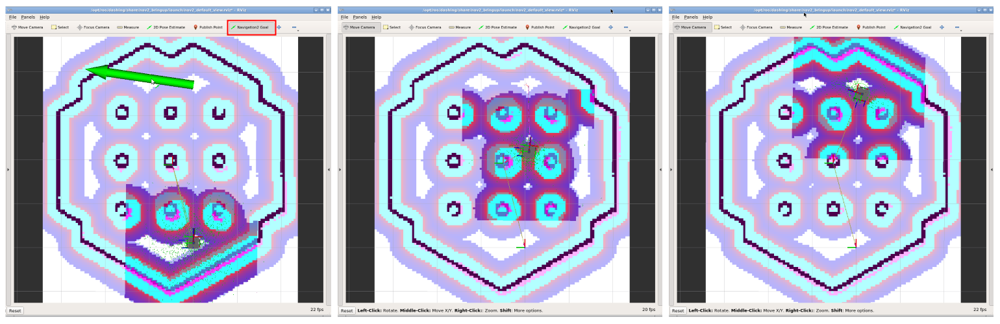 /opt/ros/dashing/share/nav2_bringup/launch/nav2_default_view.rviz* - RViz
File Panels Help
Move Camera Select Focus Camera Measure 2D Pose Estimate Publish Point Navigation2 Goal
Reset 22 fps
/opt/ros/dashing/share/nav2_bringup/launch/nav2_default_view.rviz* - RViz
File Panels Help
Move Camera Select Focus Camera Measure 2D Pose Estimate Publish Point Navigation2 Goal
Reset Left-Click: Rotate. Middle-Click: Move X/Y. Right-Click:: Zoom. Shift: More options. 20 fps
/opt/ros/dashing/share/nav2_bringup/launch/nav2_default_view.rviz* - RViz
File Panels Help
Move Camera Select Focus Camera Measure 2D Pose Estimate Publish Point Navigation2 Goal
Reset Left-Click: Rotate. Middle-Click: Move X/Y. Right-Click:: Zoom. Shift: More options. 22 fps